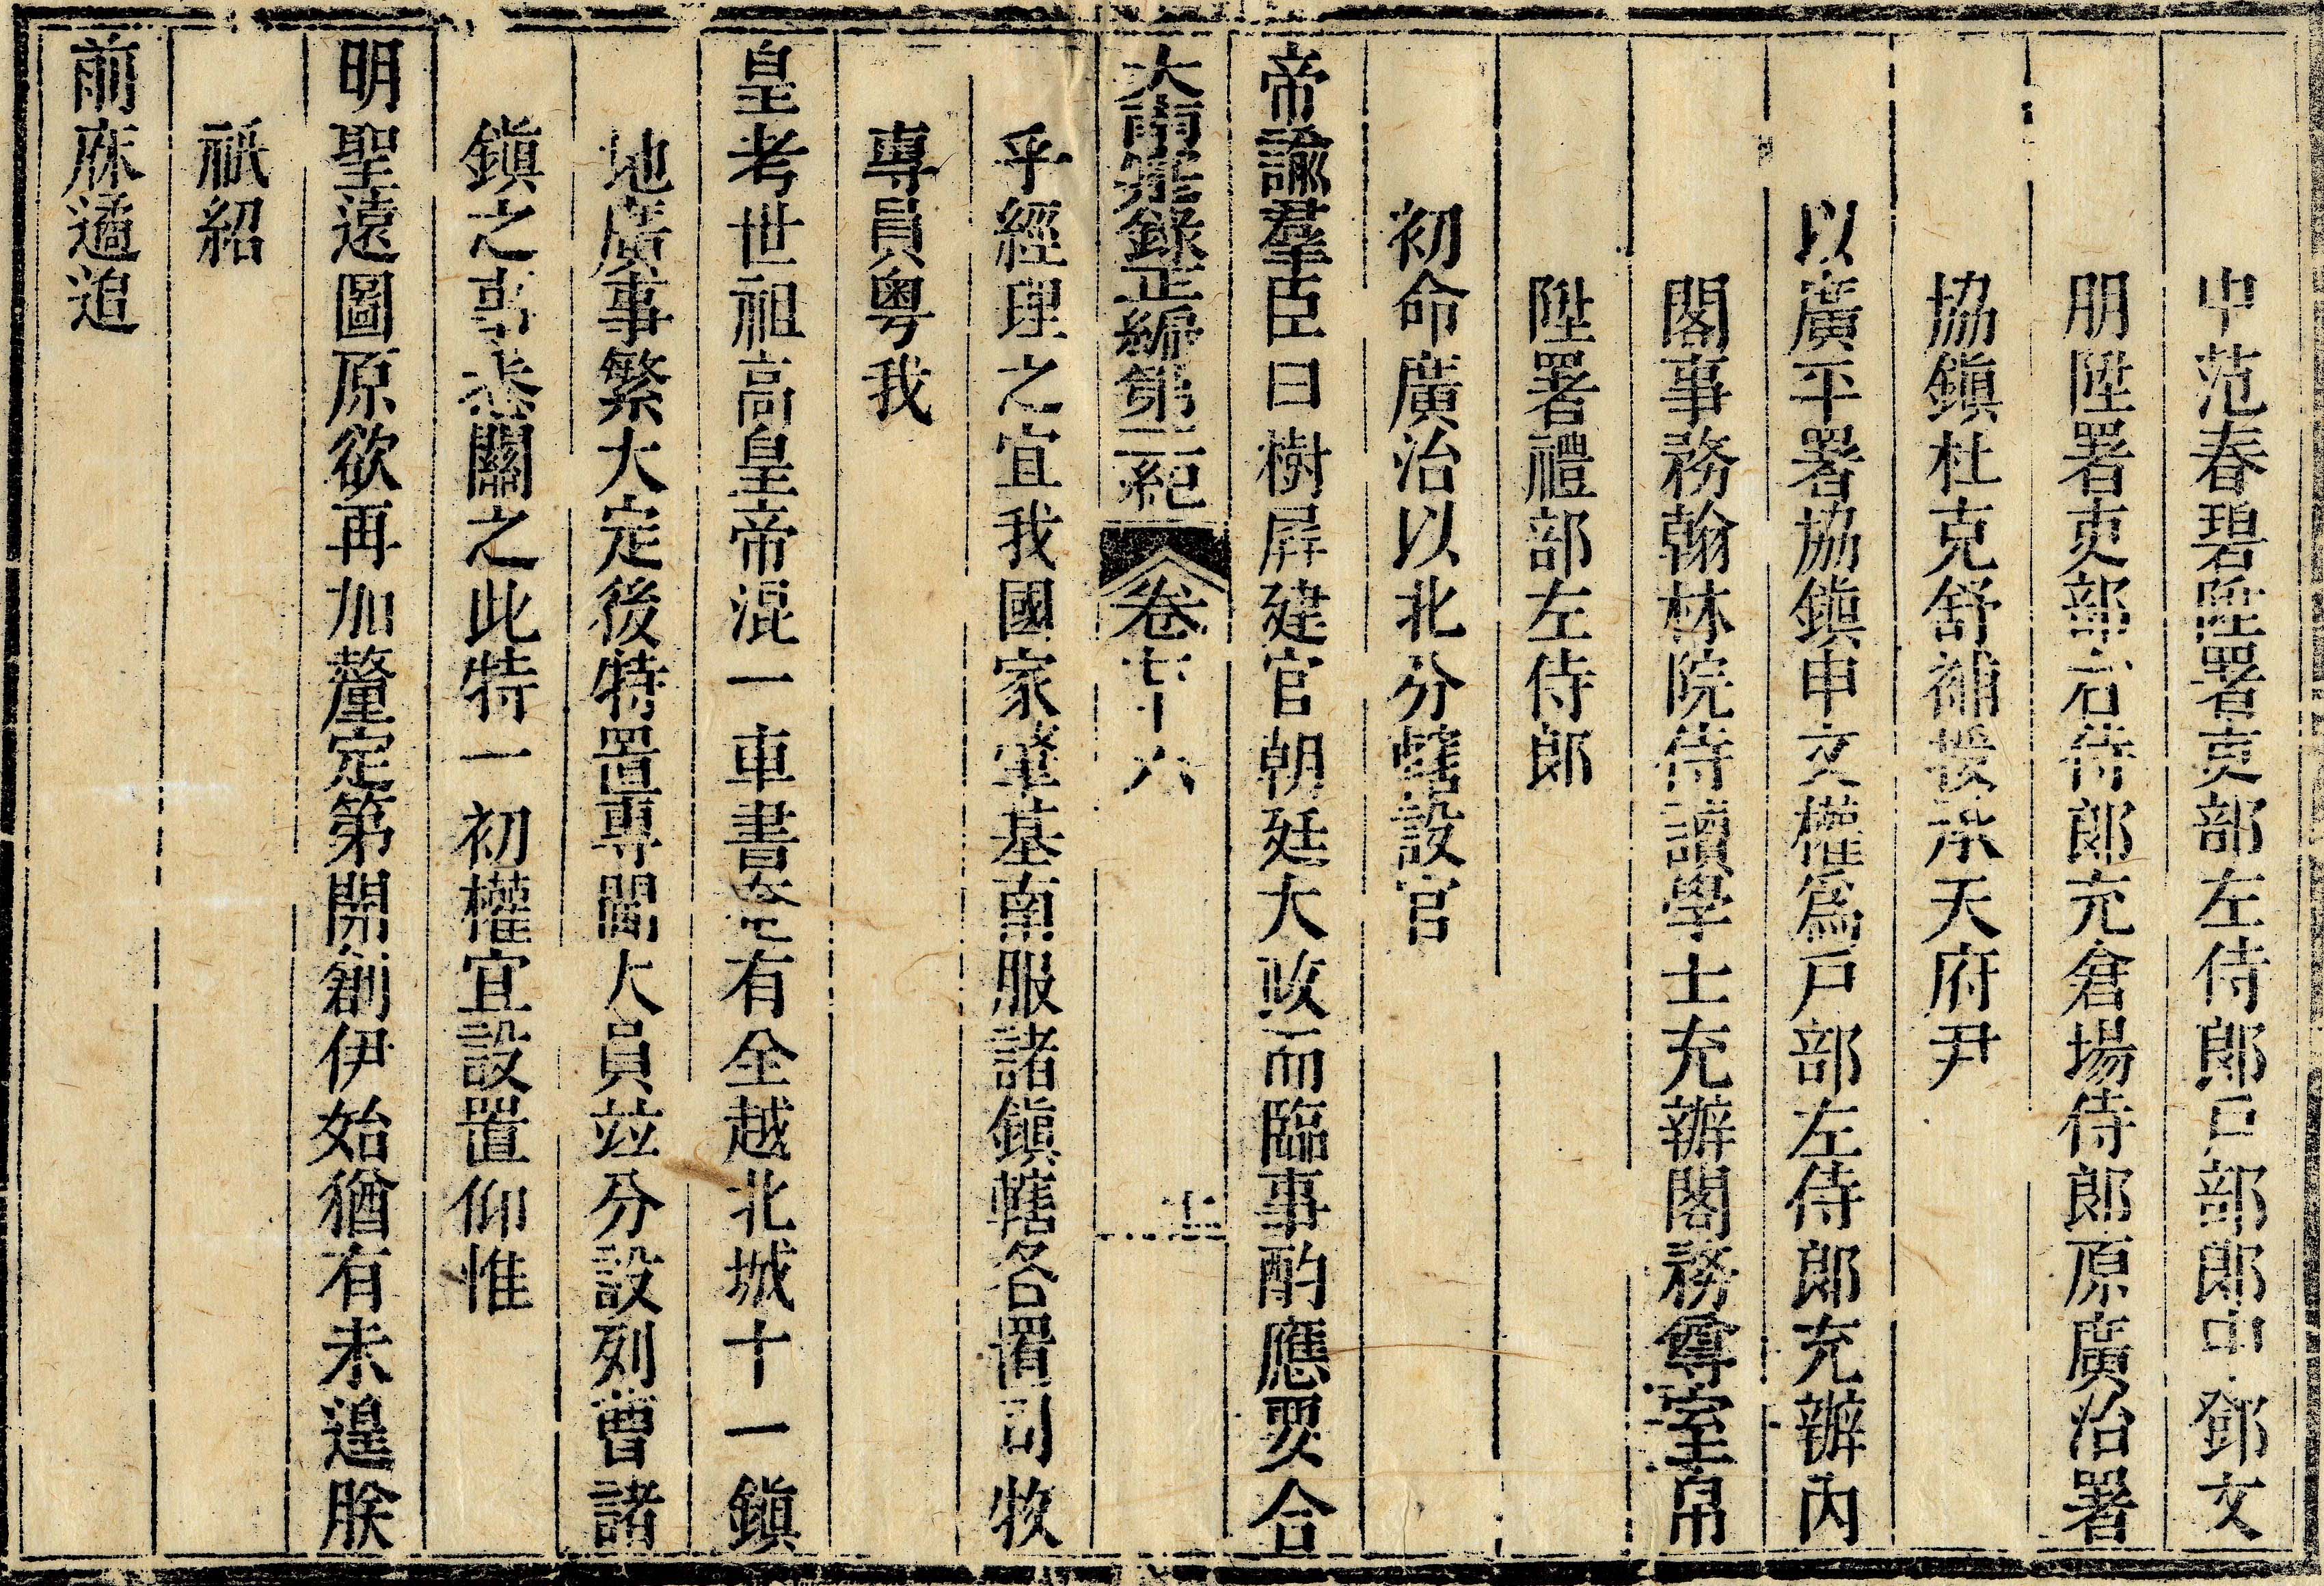 中范春碧陞署吏部左侍郎戶部郎中鄧文
朋陞署吏部右侍郎充倉場侍郎原廣治署
協鎮杜克舒補授承天府尹
以廣平署協鎮申文權爲戶部左侍郎充辦內
閣事務翰林院侍讀學士充辦閣務尊室帛
陞署禮部左侍郎
初命廣治以北分轄設官
帝諭羣臣曰樹屏建官朝廷大政而臨事酌應要合
大南寔錄正編第二紀 卷七十六
乎經理之宜我國家肇基南服諸鎮轄各置司牧
專員粤我
皇考世祖高皇帝混一車書奄有全越北城十一鎮
地廣事繁大定後特置專閫大員竝分設列曹諸
鎮之事悉關之此特一初權宜設置仰惟
明聖遠圖原欲再加釐定第開創伊始猶有未遑朕
祇紹
前庥遹追